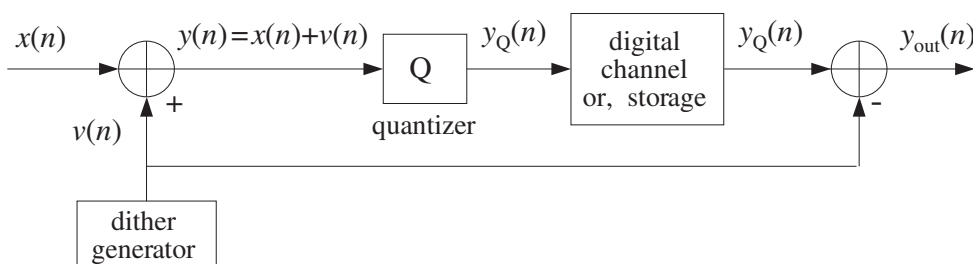 x(n)
y(n) = x(n)+v(n)
Q
quantizer
y_Q(n)
digital
channel
or, storage
y_Q(n)
y_out(n)
+
-
v(n)
dither
generator